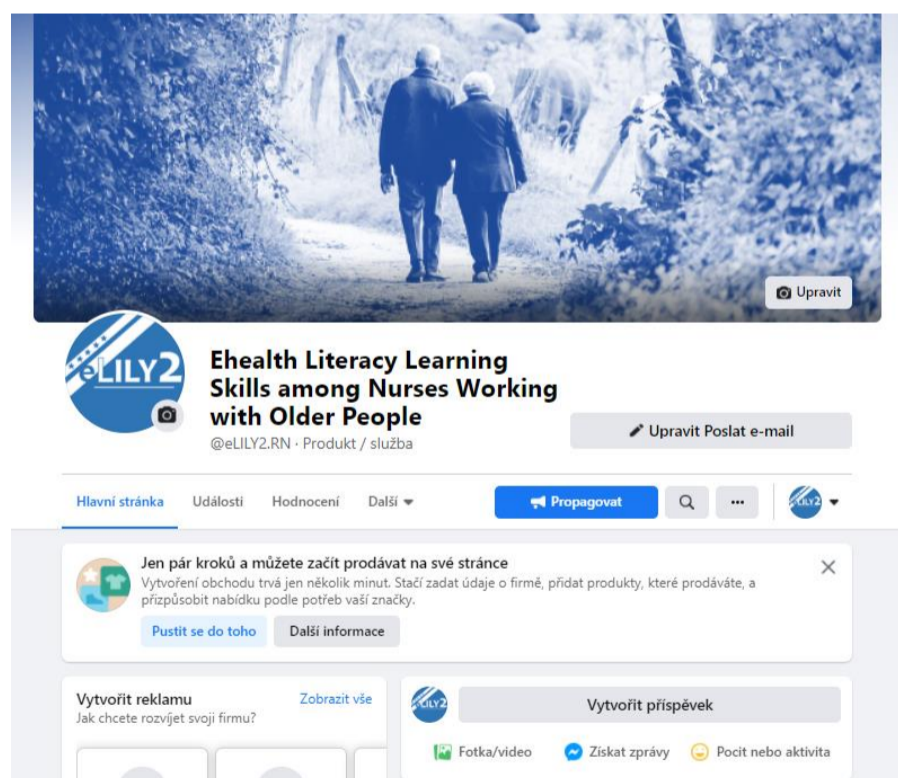 Upravit
eLILY2
Ehealth Literacy Learning
Skills among Nurses Working
with Older People
@eLILY2.RN · Produkt / služba
Upravit Poslat e-mail
Hlavní stránka
Události
Hodnocení
Další
Propagovat
eLILY2
Jen pár kroků a můžete začít prodávat na své stránce
Vytvoření obchodu trvá jen několik minut. Stačí zadat údaje o firmě, přidat produkty, které prodáváte, a
přizpůsobit nabídku podle potřeb vaší značky.
Pustit se do toho
Další informace
Vytvořit reklamu
Zobrazit vše
Jak chcete rozvíjet svoji firmu?
eLILY2
Vytvořit příspěvek
Fotka/video
Získat zprávy
Pocit nebo aktivita